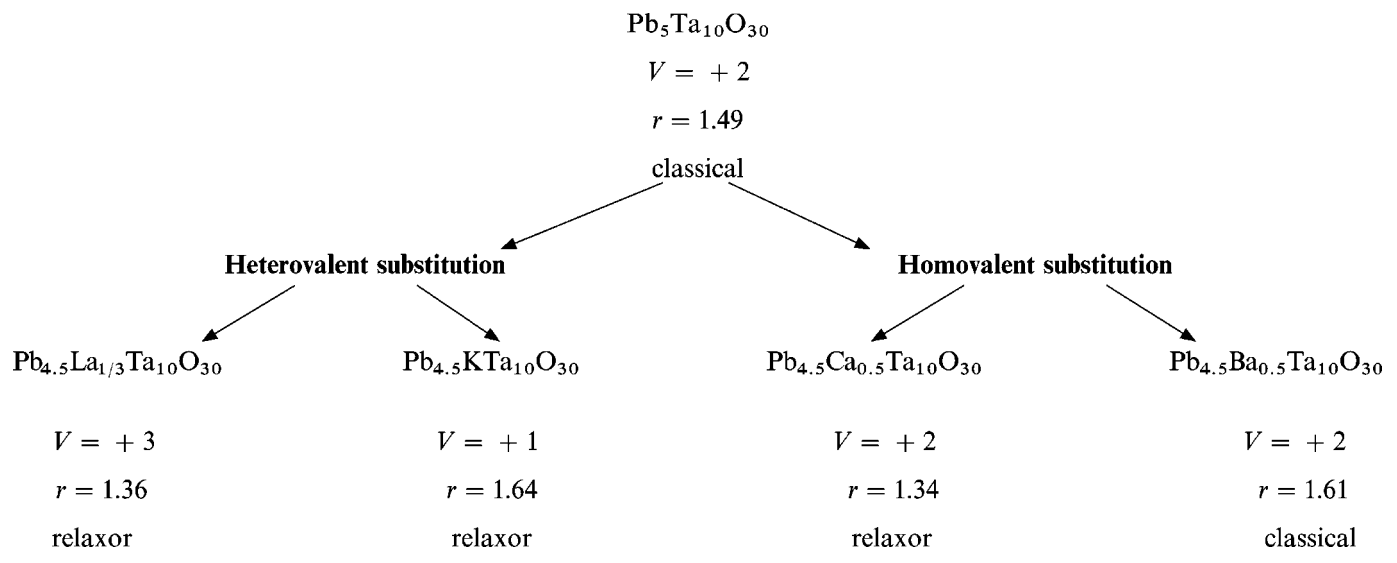 Pb₅Ta₁₀O₃₀
V = + 2
r = 1.49
classical
Heterovalent substitution
Homovalent substitution
Pb₄.₅La₁/₃Ta₁₀O₃₀
Pb₄.₅KTa₁₀O₃₀
Pb₄.₅Ca₀.₅Ta₁₀O₃₀
Pb₄.₅Ba₀.₅Ta₁₀O₃₀
V = + 3
V = + 1
V = + 2
V = + 2
r = 1.36
r = 1.64
r = 1.34
r = 1.61
relaxor
relaxor
relaxor
classical